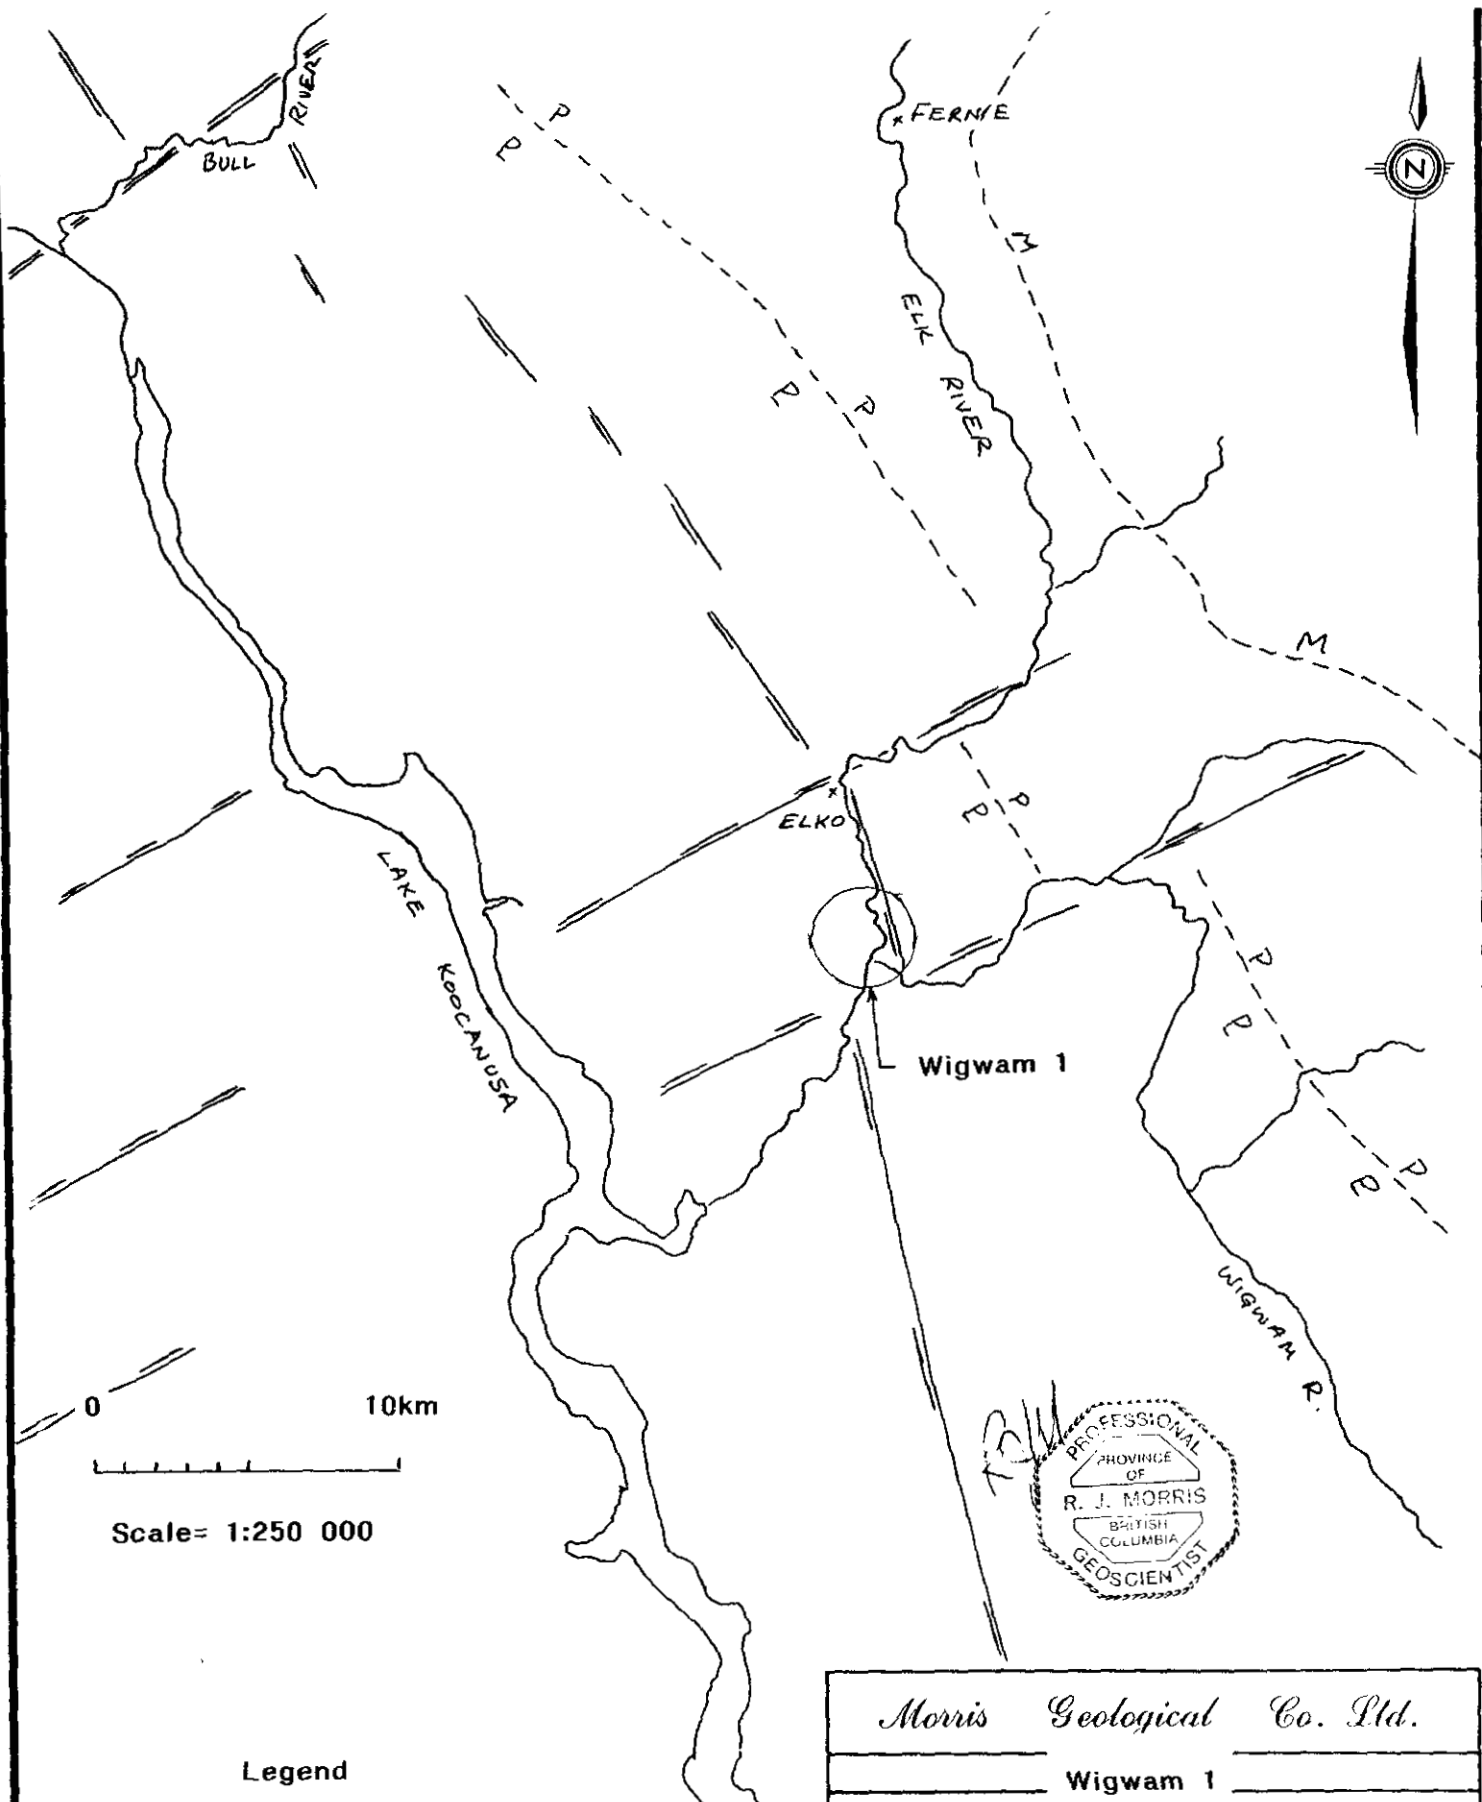 RIVER
BULL
P
P
FERNIE
N
M
ELK
RIVER
P
P
M
ELKO
P
P
LAKE
KOOCANUSA
P
P
Wigwam 1
P
P
WIGWAM R.
0 10km
Scale= 1:250 000
PROFESSIONAL
PROVINCE
OF
R. J. MORRIS
BRITISH
COLUMBIA
GEOSCIENTIST
Morris Geological Co. Ltd.
Legend
Wigwam 1